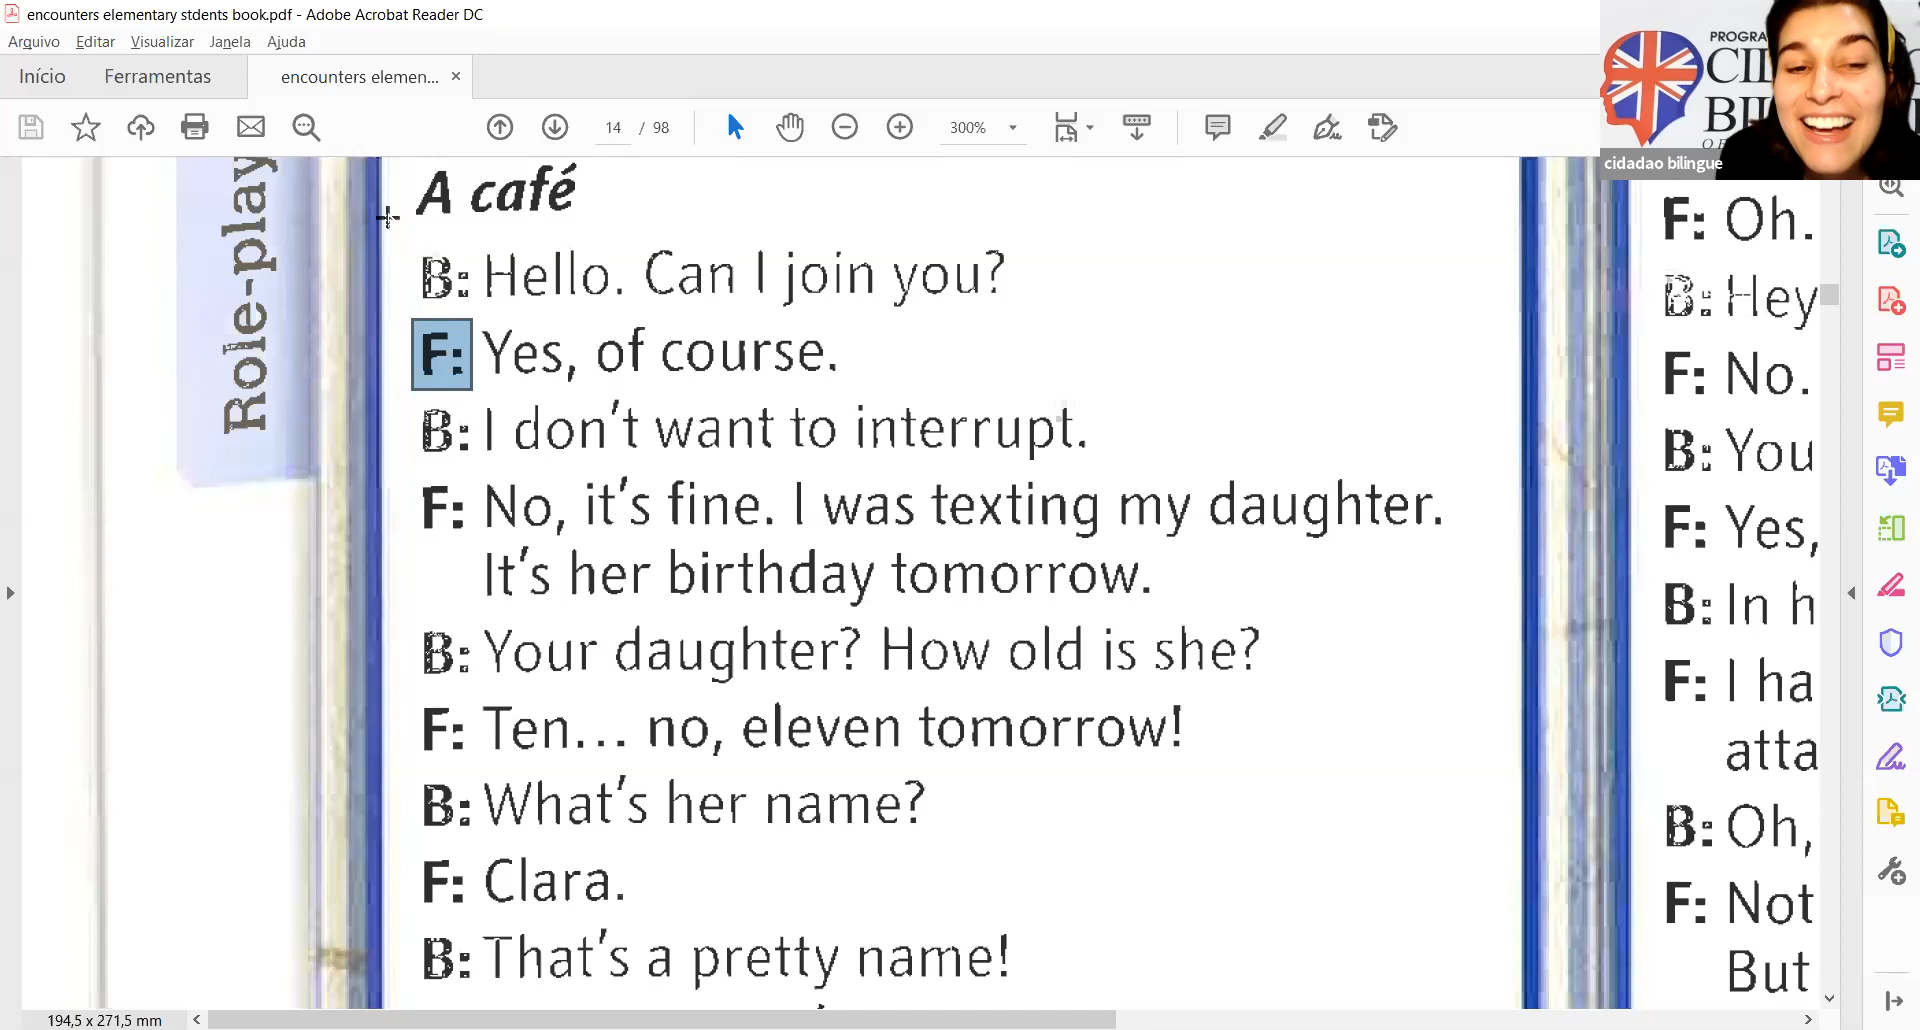 encounters elementary stdents book.pdf - Adobe Acrobat Reader DC
Arquivo Editar Visualizar Janela Ajuda
Início Ferramentas encounters elemen... ×
14 / 98 300%
PROGRA
CI
BI
cidadao bilingue
Role-play
A café
B: Hello. Can I join you?
F: Yes, of course.
B: I don't want to interrupt.
F: No, it's fine. I was texting my daughter.
It's her birthday tomorrow.
B: Your daughter? How old is she?
F: Ten... no, eleven tomorrow!
B: What's her name?
F: Clara.
B: That's a pretty name!
F: Oh.
B: Hey
F: No.
B: You
F: Yes,
B: In h
F: I ha
atta
B: Oh,
F: Not
But
194,5 x 271,5 mm